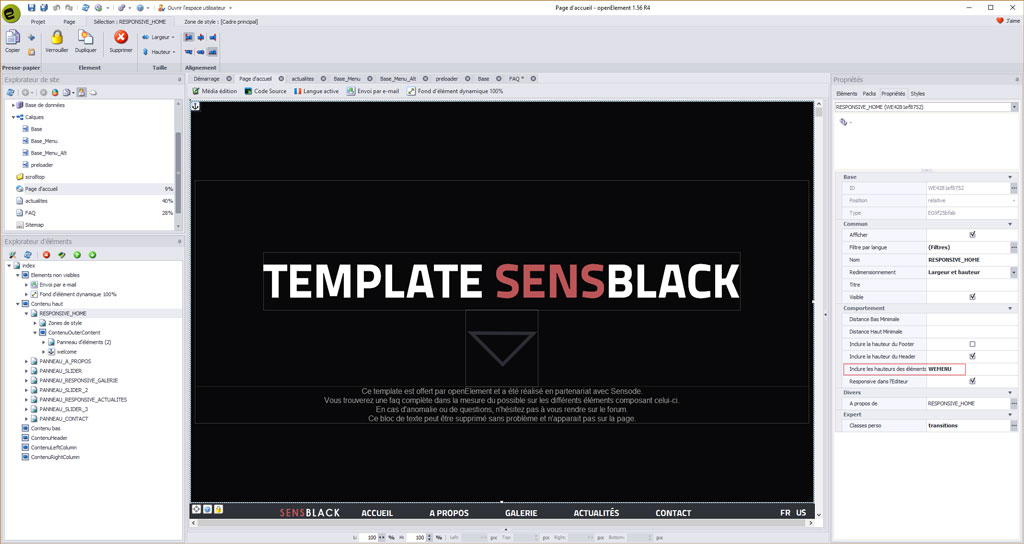 Ouvrir l'espace utilisateur
Page d'accueil - openElement 1.56 R4
Projet Page Sélection : RESPONSIVE_HOME Zone de style : [Cadre principal] J'aime
Copier Verrouiller Dupliquer Supprimer Largeur Hauteur
Presse-papier Element Taille Alignement
Explorateur de site
Base de données
Calques
Base
Base_Menu
Base_Menu_Alt
preloader
scrolltop
Page d'accueil 9%
actualites 40%
FAQ 28%
Sitemap
Explorateur d'éléments
index
Elements non visibles
Envoi par e-mail
Fond d'élément dynamique 100%
Contenu haut
RESPONSIVE_HOME
Zones de style
ContenuOuterContent
Panneau d'éléments (2)
welcome
PANNEAU_A_PROPOS
PANNEAU_SLIDER
PANNEAU_RESPONSIVE_GALERIE
PANNEAU_SLIDER_2
PANNEAU_RESPONSIVE_ACTUALITES
PANNEAU_SLIDER_3
PANNEAU_CONTACT
Contenu bas
ContenuHeader
ContenuLeftColumn
ContenuRightColumn
Démarrage Page d'accueil actualites Base_Menu Base_Menu_Alt preloader Base FAQ *
Média édition Code Source Langue active Envoi par e-mail Fond d'élément dynamique 100%
TEMPLATE SENSBLACK
Ce template est offert par openElement et a été réalisé en partenariat avec Sensode.
Vous trouverez une faq complète dans la mesure du possible sur les différents éléments composant celui-ci.
En cas d'anomalie ou de questions, n'hésitez pas à vous rendre sur le forum.
Ce bloc de texte peut être supprimé sans problème et n'apparait pas sur la page.
SENSBLACK ACCUEIL A PROPOS GALERIE ACTUALITÉS CONTACT FR US
L: 100 % H: 100 % Left: px Top: px Right: px Bottom: px
Propriétés
Eléments Packs Propriétés Styles
RESPONSIVE_HOME (WE4281ef8752)
Base
ID WE4281ef8752
Position relative
Type EO9f25bfab
Commun
Afficher
Filtre par langue (Filtres)
Nom RESPONSIVE_HOME
Redimensionnement Largeur et hauteur
Titre
Visible
Comportement
Distance Bas Minimale
Distance Haut Minimale
Inclure la hauteur du Footer
Inclure la hauteur du Header
Inclure les hauteurs des éléments WEMENU
Responsive dans l'Editeur
Divers
A propos de RESPONSIVE_HOME
Expert
Classes perso transitions